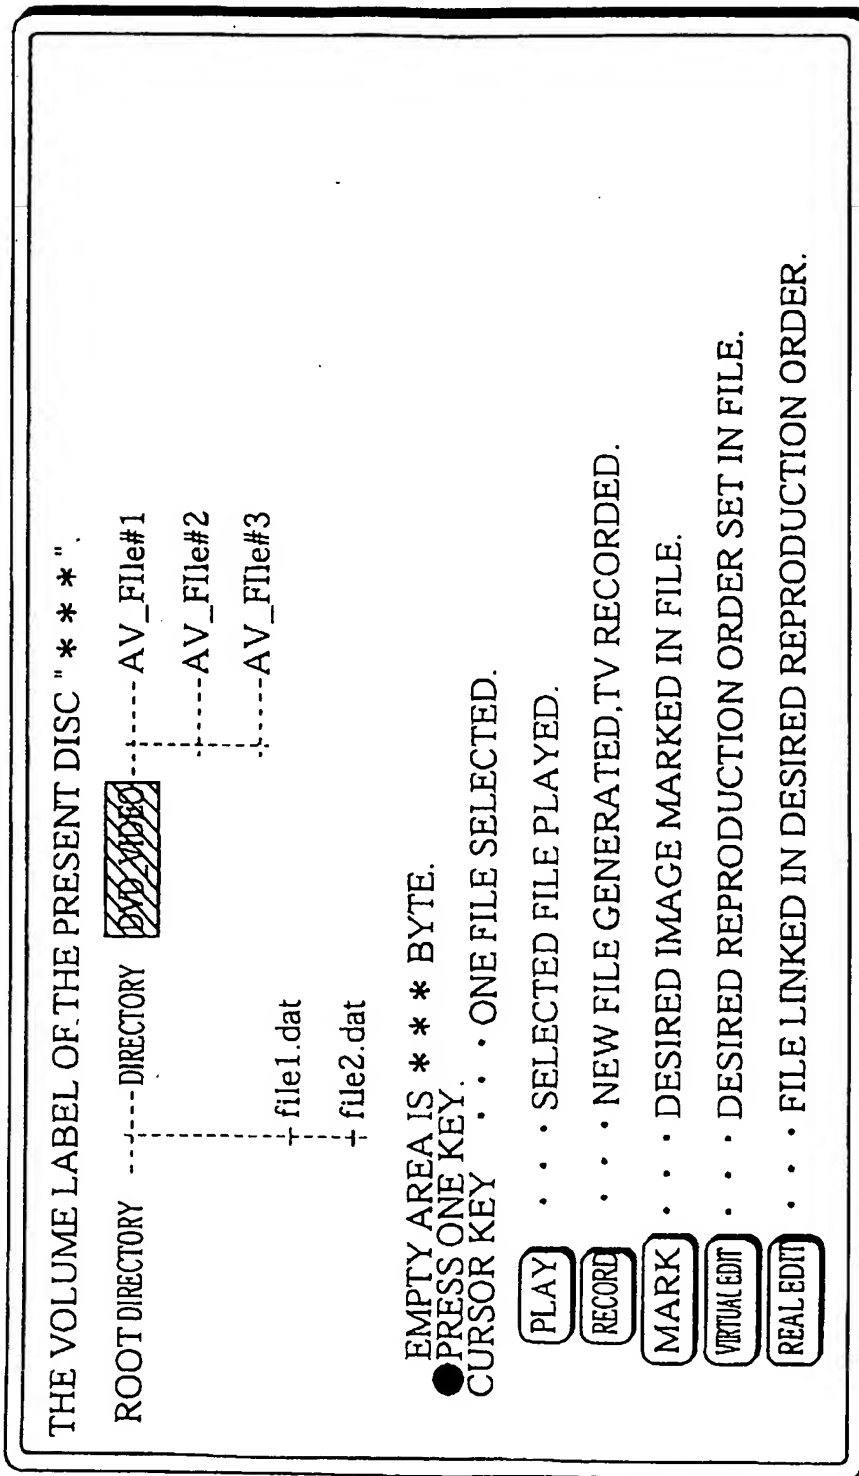 THE VOLUME LABEL OF THE PRESENT DISC "***".
ROOT DIRECTORY ----DIRECTORY DVD_VIDEO ------AV_FIle#1
-----AV_FIle#2
----AV_FIle#3
file1.dat
file2.dat
EMPTY AREA IS *** BYTE.
●PRESS ONE KEY.
CURSOR KEY ・・・ONE FILE SELECTED.
PLAY ・・・SELECTED FILE PLAYED.
RECORD ・・・NEW FILE GENERATED,TV RECORDED.
MARK ・・・DESIRED IMAGE MARKED IN FILE.
VIRTUAL EDIT ・・・DESIRED REPRODUCTION ORDER SET IN FILE.
REAL EDIT ・・・FILE LINKED IN DESIRED REPRODUCTION ORDER.